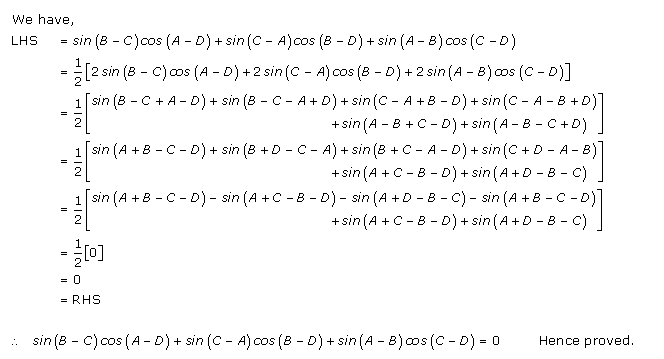 We have,
LHS = sin (B – C) cos (A – D) + sin (C – A) cos (B – D) + sin (A – B) cos (C – D)
= 1/2 [2 sin (B – C) cos (A – D) + 2 sin (C – A) cos (B – D) + 2 sin (A – B) cos (C – D)]
= 1/2 [sin (B – C + A – D) + sin (B – C – A + D) + sin (C – A + B – D) + sin (C – A – B + D)
+ sin (A – B + C – D) + sin (A – B – C + D)]
= 1/2 [sin (A + B – C – D) + sin (B + D – C – A) + sin (B + C – A – D) + sin (C + D – A – B)
+ sin (A + C – B – D) + sin (A + D – B – C)]
= 1/2 [sin (A + B – C – D) – sin (A + C – B – D) – sin (A + D – B – C) – sin (A + B – C – D)
+ sin (A + C – B – D) + sin (A + D – B – C)]
= 1/2 [0]
= 0
= RHS
∴ sin (B – C) cos (A – D) + sin (C – A) cos (B – D) + sin (A – B) cos (C – D) = 0 Hence proved.